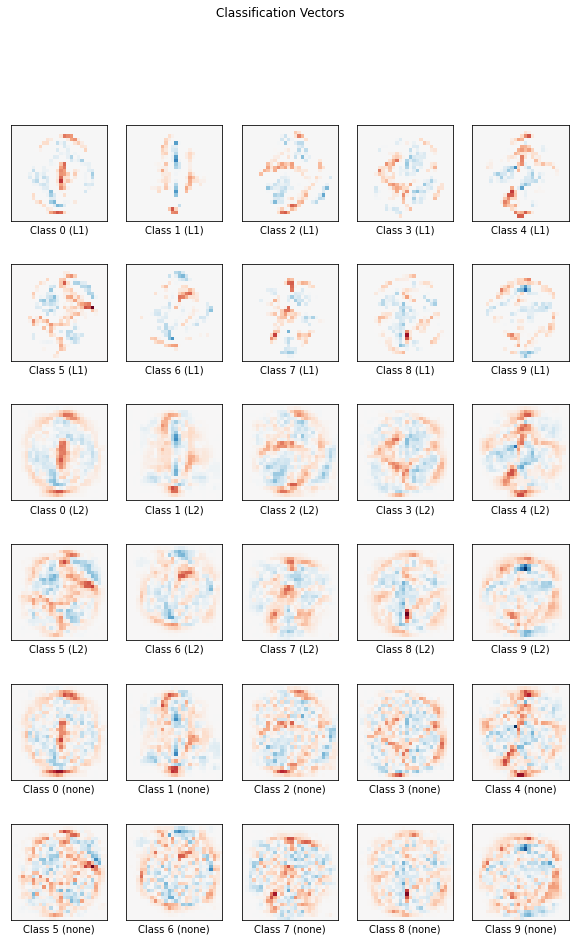 Classification Vectors
Class 0 (L1) Class 1 (L1) Class 2 (L1) Class 3 (L1) Class 4 (L1)
Class 5 (L1) Class 6 (L1) Class 7 (L1) Class 8 (L1) Class 9 (L1)
Class 0 (L2) Class 1 (L2) Class 2 (L2) Class 3 (L2) Class 4 (L2)
Class 5 (L2) Class 6 (L2) Class 7 (L2) Class 8 (L2) Class 9 (L2)
Class 0 (none) Class 1 (none) Class 2 (none) Class 3 (none) Class 4 (none)
Class 5 (none) Class 6 (none) Class 7 (none) Class 8 (none) Class 9 (none)